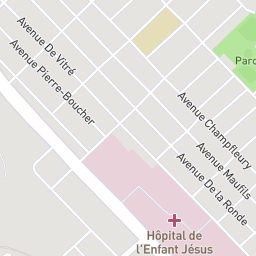 Avenue De Vitré
Avenue Pierre-Boucher
Parc
Avenue Champfleury
Avenue Maufils
Avenue De la Ronde
Hôpital de
l'Enfant Jésus